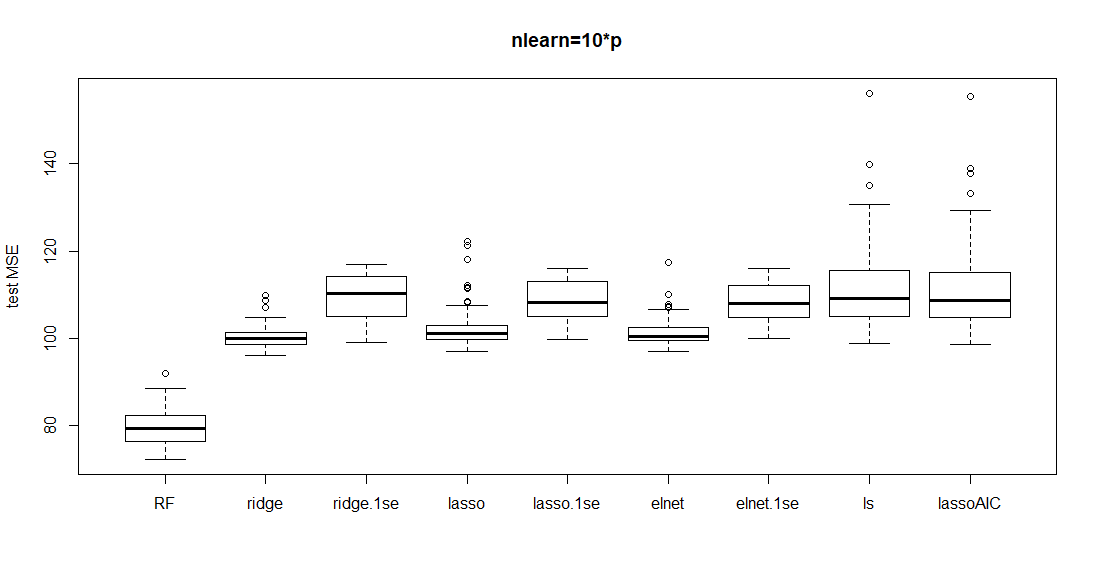 nlearn=10*p
test MSE
140
120
100
80
RF ridge ridge.1se lasso lasso.1se elnet elnet.1se ls lassoAIC